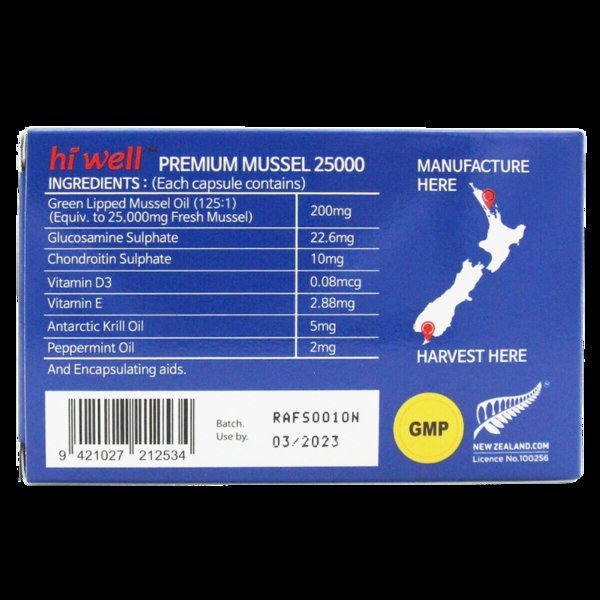 hi well™ PREMIUM MUSSEL 25000
INGREDIENTS : (Each capsule contains)
Green Lipped Mussel Oil (125:1)
(Equiv. to 25,000mg Fresh Mussel) 200mg
Glucosamine Sulphate 22.6mg
Chondroitin Sulphate 10mg
Vitamin D3 0.08mcg
Vitamin E 2.88mg
Antarctic Krill Oil 5mg
Peppermint Oil 2mg
And Encapsulating aids.
MANUFACTURE
HERE
HARVEST HERE
9 421027 212534
Batch. RAFS0010N
Use by. 03/2023
GMP
NEW ZEALAND.COM
Licence No.100256